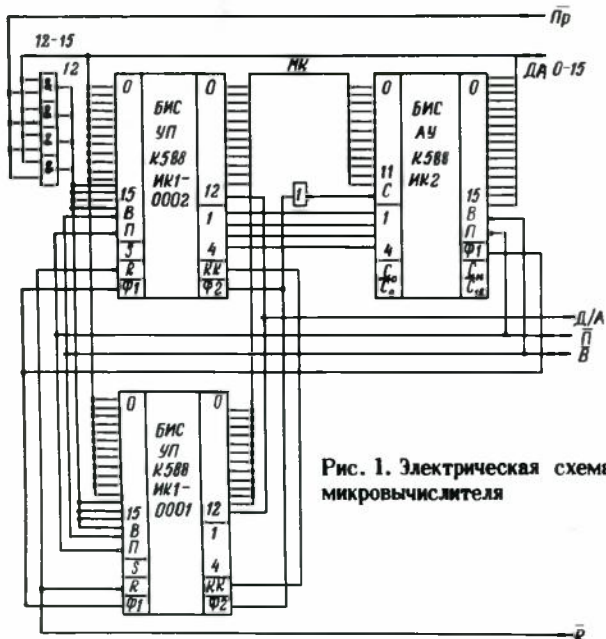 Пр
12-15
12
МК
ДА 0-15
0
БИС
УП
К588
ИК1-
0002
15
В
П
S
R
Ф1
0
12
1
4
КК
Ф2
1
0
БИС
АУ
К588
ИК2
11
С
1
4
0
15
В
П
Ф1
Д/А
П
В
0
БИС
УП
К588
ИК1-
0001
15
В
П
S
R
Ф1
0
12
1
4
КК
Ф2
Рис. 1. Электрическая схема
микровычислителя
R